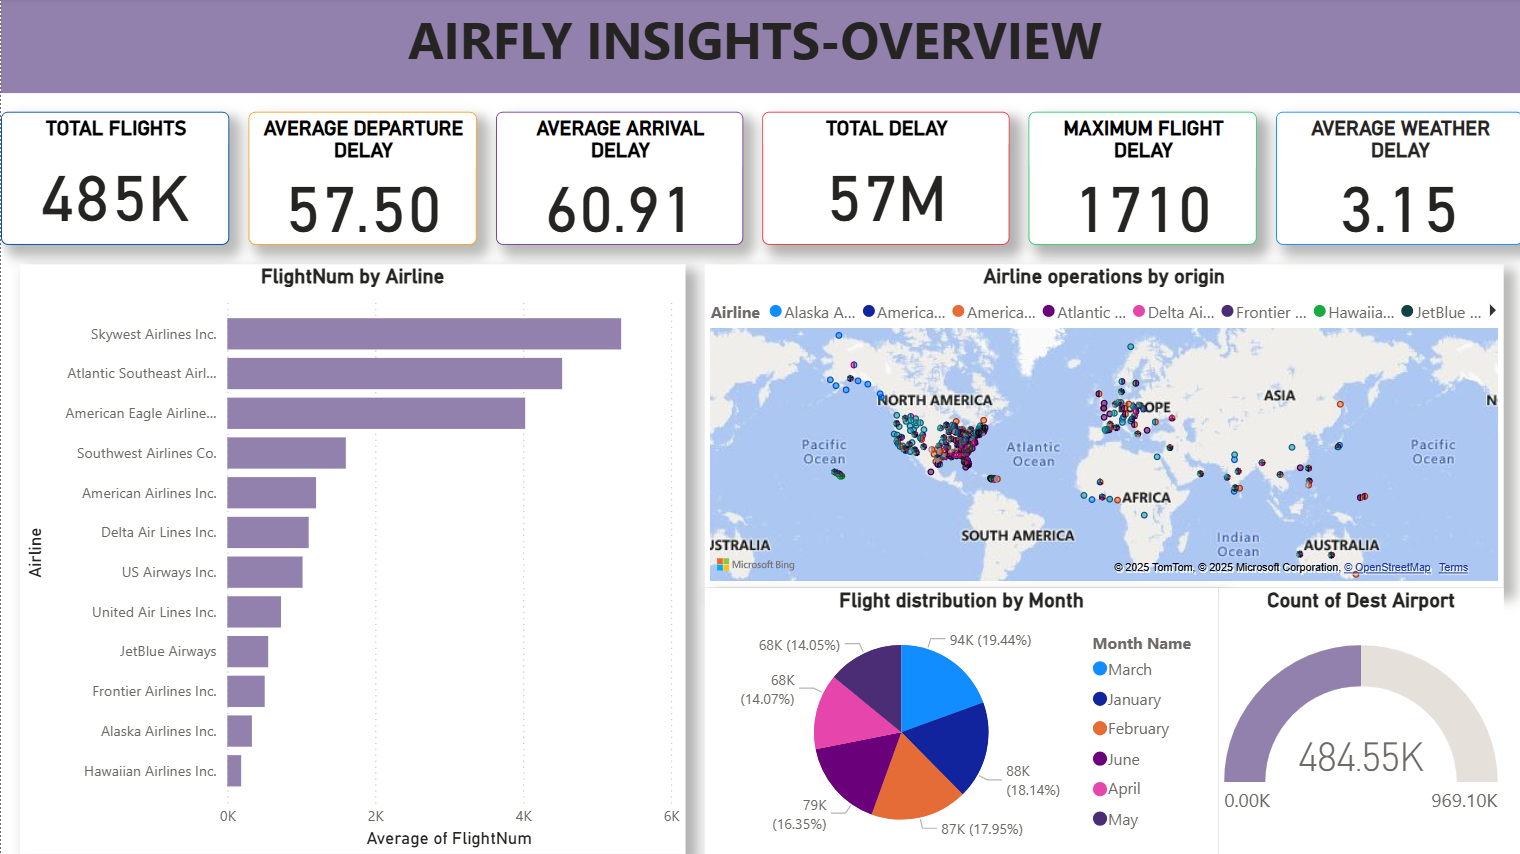 AIRFLY INSIGHTS-OVERVIEW
TOTAL FLIGHTS
485K
AVERAGE DEPARTURE
DELAY
57.50
AVERAGE ARRIVAL
DELAY
60.91
TOTAL DELAY
57M
MAXIMUM FLIGHT
DELAY
1710
AVERAGE WEATHER
DELAY
3.15
FlightNum by Airline
Airline
Skywest Airlines Inc.
Atlantic Southeast Airl...
American Eagle Airline...
Southwest Airlines Co.
American Airlines Inc.
Delta Air Lines Inc.
US Airways Inc.
United Air Lines Inc.
JetBlue Airways
Frontier Airlines Inc.
Alaska Airlines Inc.
Hawaiian Airlines Inc.
0K 2K 4K 6K
Average of FlightNum
Airline operations by origin
Airline Alaska A... America... America... Atlantic ... Delta Ai... Frontier ... Hawaiia... JetBlue ...
NORTH AMERICA
EUROPE
ASIA
N
Pacific
Ocean
Atlantic
Ocean
Pacific
Ocean
AFRICA
SOUTH AMERICA
Indian
Ocean
USTRALIA
AUSTRALIA
Microsoft Bing
© 2025 TomTom, © 2025 Microsoft Corporation, © OpenStreetMap Terms
Flight distribution by Month
94K (19.44%)
88K
(18.14%)
87K (17.95%)
79K
(16.35%)
68K
(14.07%)
68K (14.05%)
Month Name
March
January
February
June
April
May
Count of Dest Airport
484.55K
0.00K
969.10K